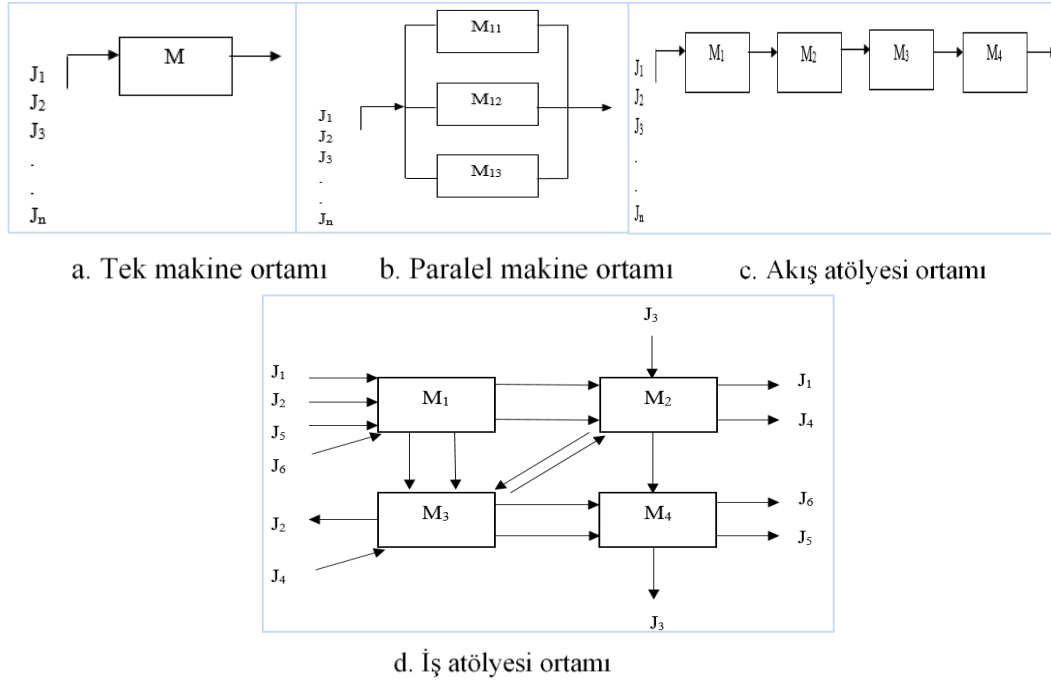 M
J₁
J₂
J₃
.
.
Jₙ
M₁₁
M₁₂
M₁₃
J₁
J₂
J₃
.
.
Jₙ
M₁
M₂
M₃
M₄
J₁
J₂
J₃
.
.
Jₙ
a. Tek makine ortamı
b. Paralel makine ortamı
c. Akış atölyesi ortamı
J₃
J₁
J₂
J₅
J₆
M₁
M₂
J₁
J₄
J₂
J₄
M₃
M₄
J₆
J₅
J₃
d. İş atölyesi ortamı